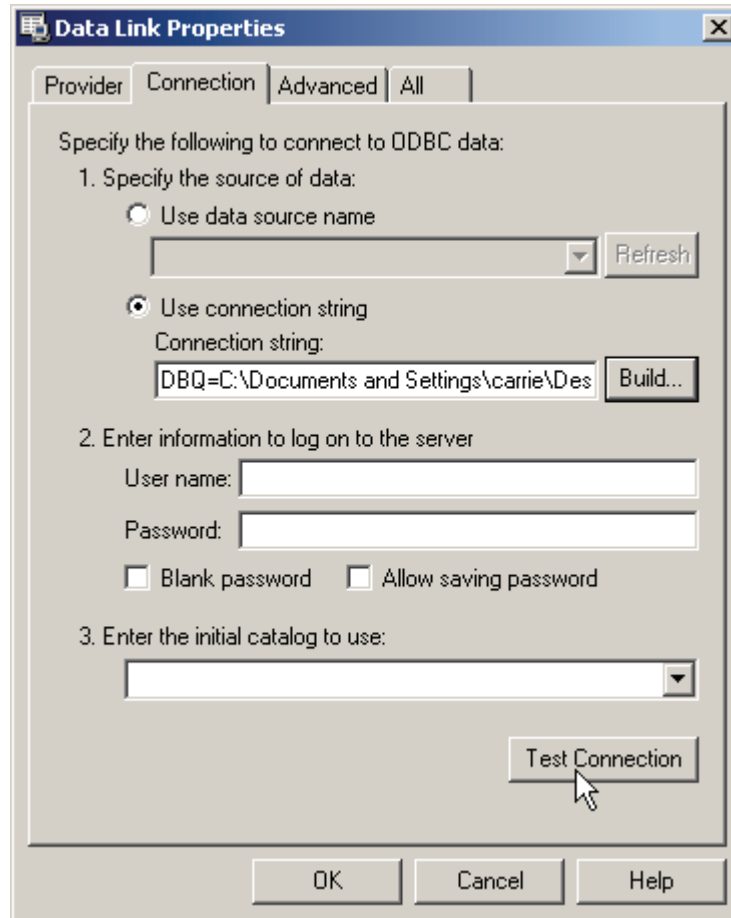 Data Link Properties
Provider Connection Advanced All
Specify the following to connect to ODBC data:
1. Specify the source of data:
Use data source name
Refresh
Use connection string
Connection string:
DBQ=C:\Documents and Settings\carrie\Des Build...
2. Enter information to log on to the server
User name:
Password:
Blank password Allow saving password
3. Enter the initial catalog to use:
Test Connection
OK Cancel Help